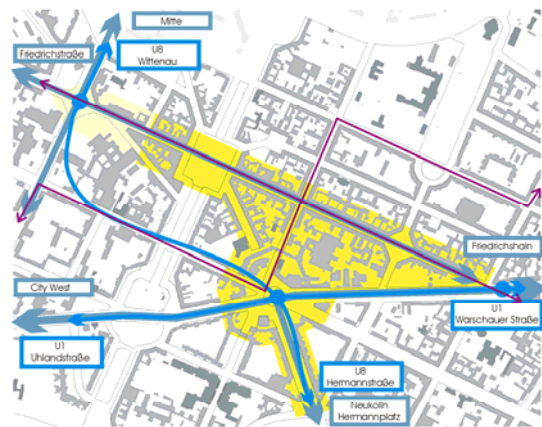 Mitte
Friedrichstraße
U8
Wittenau
Friedrichshain
City West
U1
Warschauer Straße
U1
Uhlandstraße
U8
Hermannstraße
Neukölln
Hermannplatz